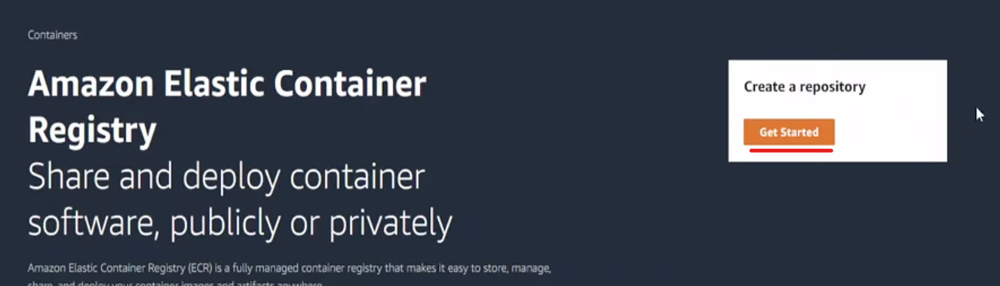 Containers
Amazon Elastic Container
Registry
Share and deploy container
software, publicly or privately
Amazon Elastic Container Registry (ECR) is a fully managed container registry that makes it easy to store, manage,
share, and deploy your container images and artifacts anywhere.
Create a repository
Get Started